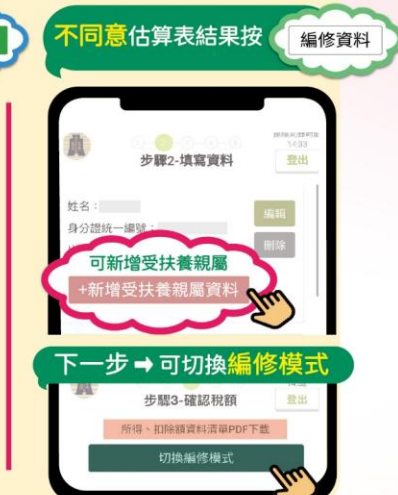 不同意估算表結果按 編修資料
步驟2-填寫資料
登出
姓名：
編輯
身分證統一編號：
刪除
可新增受扶養親屬
+新增受扶養親屬資料
下一步➡可切換編修模式
步驟3-確認稅額
登出
所得、扣除額資料清單PDF下載
切換編修模式